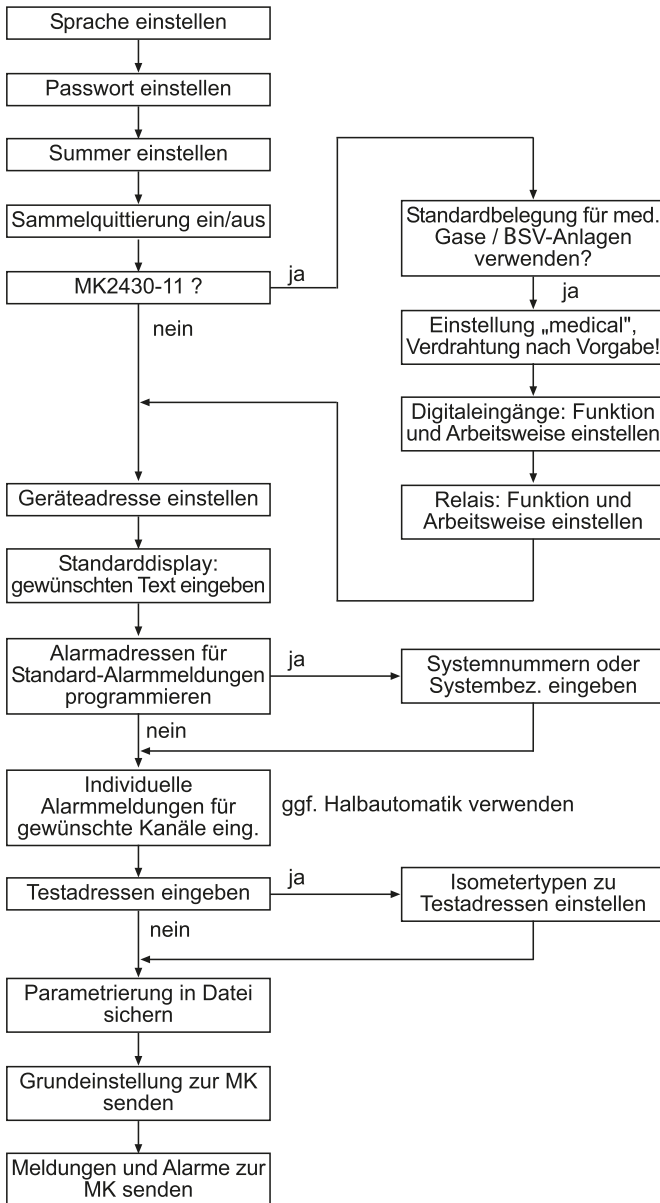 Sprache einstellen
Passwort einstellen
Summer einstellen
Sammelquittierung ein/aus
MK2430-11 ?
ja
nein
Standardbelegung für med.
Gase / BSV-Anlagen
verwenden?
ja
Einstellung „medical",
Verdrahtung nach Vorgabe!
Digitaleingänge: Funktion
und Arbeitsweise einstellen
Relais: Funktion und
Arbeitsweise einstellen
Geräteadresse einstellen
Standarddisplay:
gewünschten Text eingeben
Alarmadressen für
Standard-Alarmmeldungen
programmieren
ja
nein
Systemnummern oder
Systembez. eingeben
Individuelle
Alarmmeldungen für
gewünschte Kanäle eing.
ggf. Halbautomatik verwenden
Testadressen eingeben
ja
nein
Isometertypen zu
Testadressen einstellen
Parametrierung in Datei
sichern
Grundeinstellung zur MK
senden
Meldungen und Alarme zur
MK senden